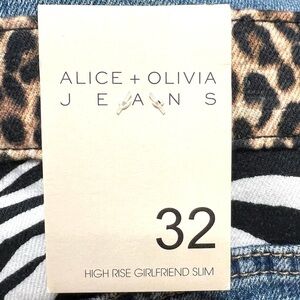 ALICE + OLIVIA
JEANS
32
HIGH RISE GIRLFRIEND SLIM